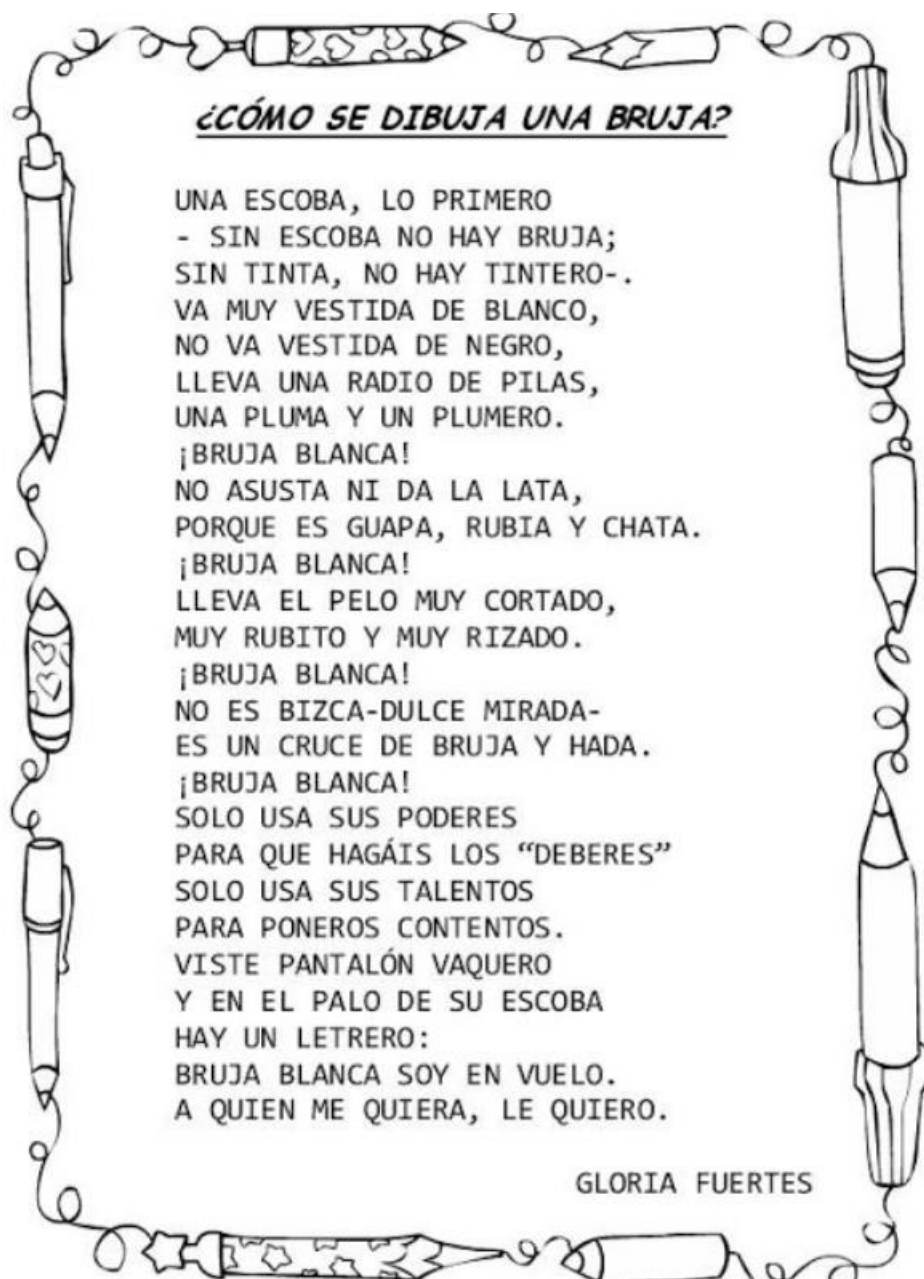 ¿CÓMO SE DIBUJA UNA BRUJA?
UNA ESCOBA, LO PRIMERO
- SIN ESCOBA NO HAY BRUJA;
SIN TINTA, NO HAY TINTERO-.
VA MUY VESTIDA DE BLANCO,
NO VA VESTIDA DE NEGRO,
LLEVA UNA RADIO DE PILAS,
UNA PLUMA Y UN PLUMERO.
¡BRUJA BLANCA!
NO ASUSTA NI DA LA LATA,
PORQUE ES GUAPA, RUBIA Y CHATA.
¡BRUJA BLANCA!
LLEVA EL PELO MUY CORTADO,
MUY RUBITO Y MUY RIZADO.
¡BRUJA BLANCA!
NO ES BIZCA-DULCE MIRADA-
ES UN CRUCE DE BRUJA Y HADA.
¡BRUJA BLANCA!
SOLO USA SUS PODERES
PARA QUE HAGÁIS LOS “DEBERES”
SOLO USA SUS TALENTOS
PARA PONEROS CONTENTOS.
VISTE PANTALÓN VAQUERO
Y EN EL PALO DE SU ESCOBA
HAY UN LETRERO:
BRUJA BLANCA SOY EN VUELO.
A QUIEN ME QUIERA, LE QUIERO.
GLORIA FUERTES